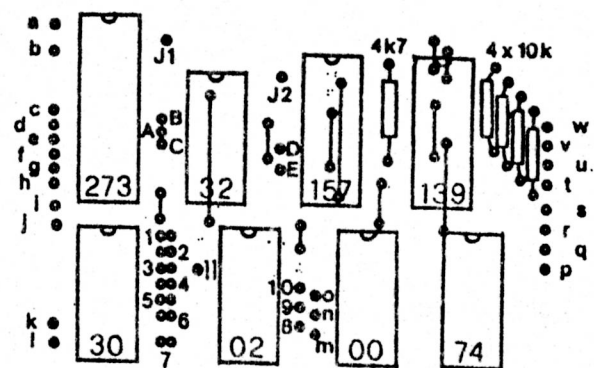 a
b
c
d
e
f
g
h
i
j
k
l
J1
B
A
C
J2
D
E
4k7
4 x 10k
w
v
u.
t
s
r
q
p
273
32
157
139
1
2
3
4
5
6
7
11
10
9
8
o
n
m
30
02
00
74